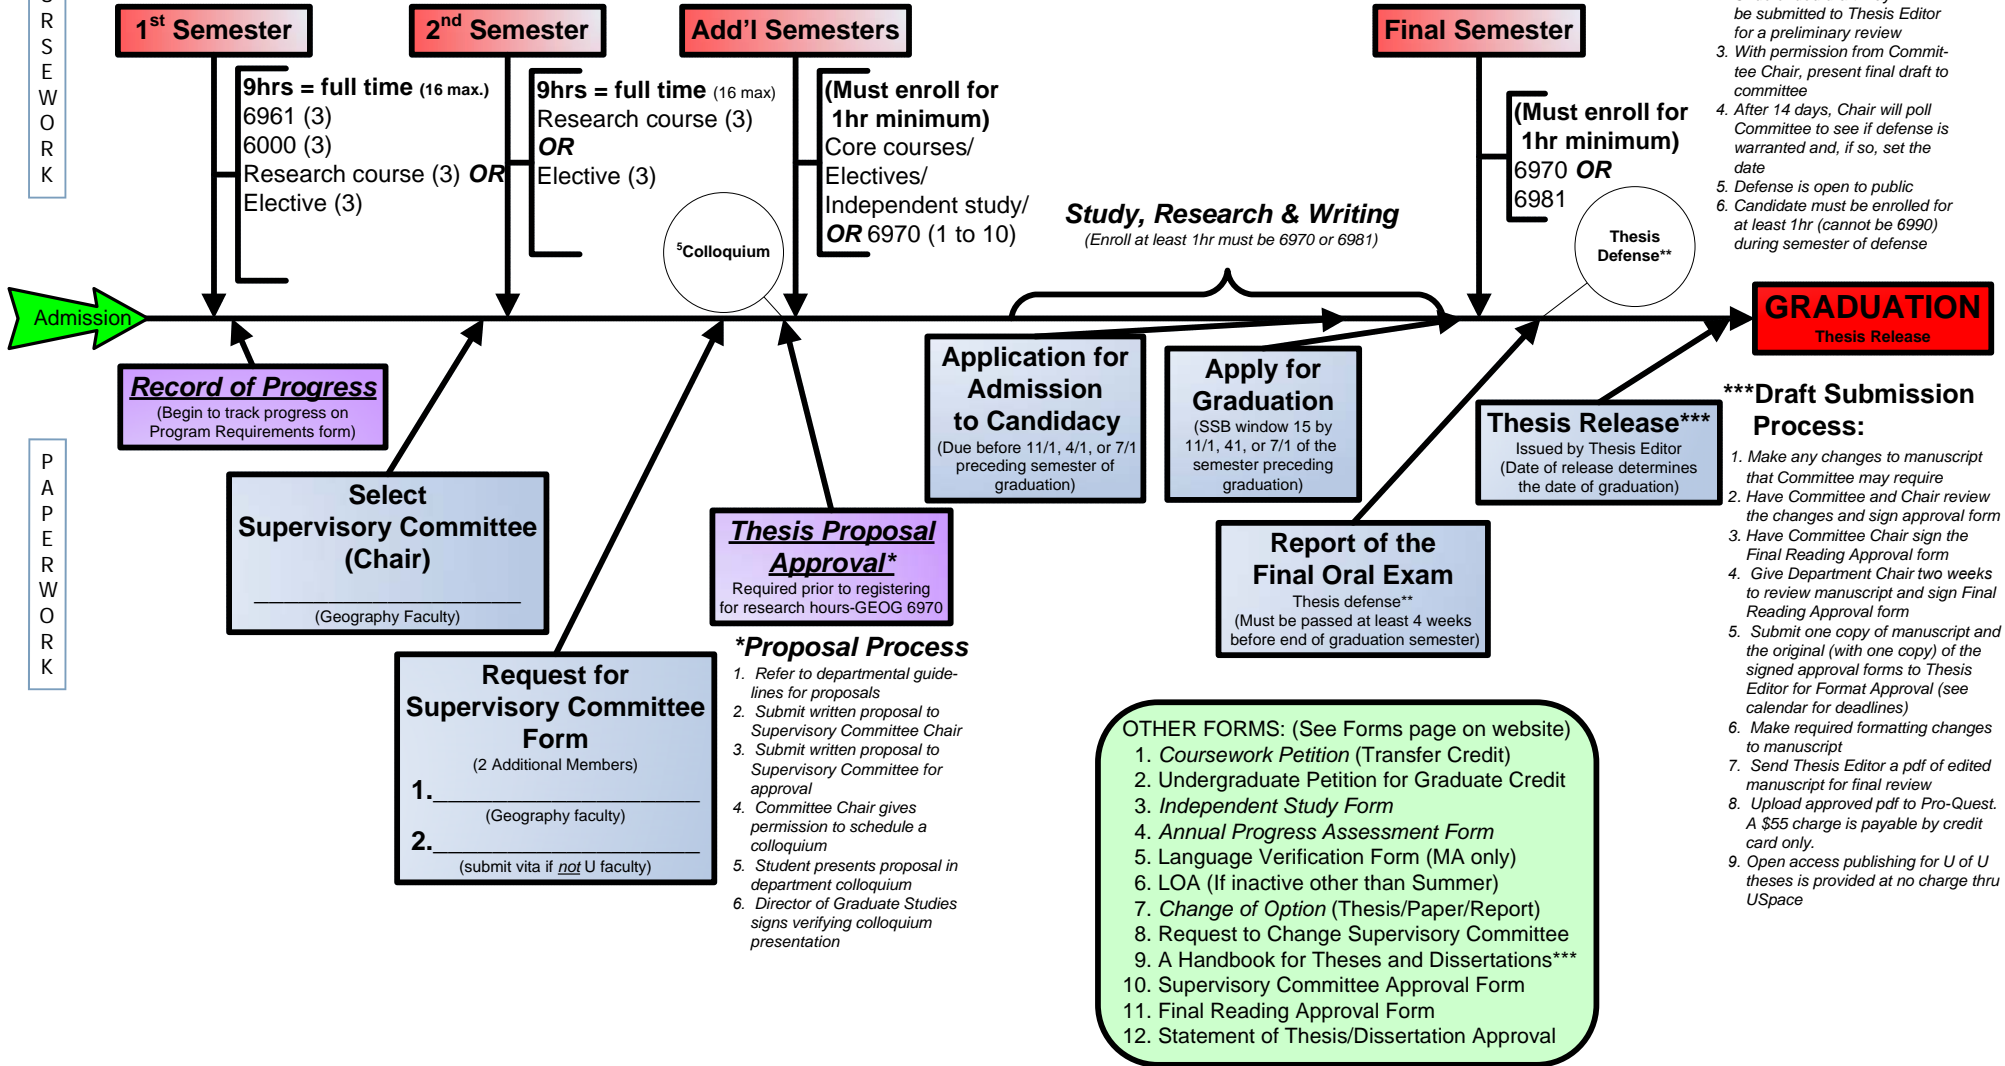 R
S
E
W
O
R
K
1st Semester
9hrs = full time (16 max.)
6961 (3)
6000 (3)
Research course (3) OR
Elective (3)
2nd Semester
9hrs = full time (16 max)
Research course (3)
OR
Elective (3)
Add'l Semesters
(Must enroll for
1hr minimum)
Core courses/
Electives/
Independent study/
OR 6970 (1 to 10)
5Colloquium
Study, Research & Writing
(Enroll at least 1hr must be 6970 or 6981)
Final Semester
(Must enroll for
1hr minimum)
6970 OR
6981
Thesis
Defense**
be submitted to Thesis Editor
for a preliminary review
3. With permission from Commit-
tee Chair, present final draft to
committee
4. After 14 days, Chair will poll
Committee to see if defense is
warranted and, if so, set the
date
5. Defense is open to public
6. Candidate must be enrolled for
at least 1hr (cannot be 6990)
during semester of defense
Admission
GRADUATION
Thesis Release
P
A
P
E
R
W
O
R
K
Record of Progress
(Begin to track progress on
Program Requirements form)
Select
Supervisory Committee
(Chair)
(Geography Faculty)
Request for
Supervisory Committee
Form
(2 Additional Members)
1.
(Geography faculty)
2.
(submit vita if not U faculty)
Thesis Proposal
Approval*
Required prior to registering
for research hours-GEOG 6970
*Proposal Process
1. Refer to departmental guide-
lines for proposals
2. Submit written proposal to
Supervisory Committee Chair
3. Submit written proposal to
Supervisory Committee for
approval
4. Committee Chair gives
permission to schedule a
colloquium
5. Student presents proposal in
department colloquium
6. Director of Graduate Studies
signs verifying colloquium
presentation
Application for
Admission
to Candidacy
(Due before 11/1, 4/1, or 7/1
preceding semester of
graduation)
Apply for
Graduation
(SSB window 15 by
11/1, 41, or 7/1 of the
semester preceding
graduation)
Report of the
Final Oral Exam
Thesis defense**
(Must be passed at least 4 weeks
before end of graduation semester)
Thesis Release***
Issued by Thesis Editor
(Date of release determines
the date of graduation)
***Draft Submission
Process:
1. Make any changes to manuscript
that Committee may require
2. Have Committee and Chair review
the changes and sign approval form
3. Have Committee Chair sign the
Final Reading Approval form
4. Give Department Chair two weeks
to review manuscript and sign Final
Reading Approval form
5. Submit one copy of manuscript and
the original (with one copy) of the
signed approval forms to Thesis
Editor for Format Approval (see
calendar for deadlines)
6. Make required formatting changes
to manuscript
7. Send Thesis Editor a pdf of edited
manuscript for final review
8. Upload approved pdf to Pro-Quest.
A $55 charge is payable by credit
card only.
9. Open access publishing for U of U
theses is provided at no charge thru
USpace
OTHER FORMS: (See Forms page on website)
1. Coursework Petition (Transfer Credit)
2. Undergraduate Petition for Graduate Credit
3. Independent Study Form
4. Annual Progress Assessment Form
5. Language Verification Form (MA only)
6. LOA (If inactive other than Summer)
7. Change of Option (Thesis/Paper/Report)
8. Request to Change Supervisory Committee
9. A Handbook for Theses and Dissertations***
10. Supervisory Committee Approval Form
11. Final Reading Approval Form
12. Statement of Thesis/Dissertation Approval